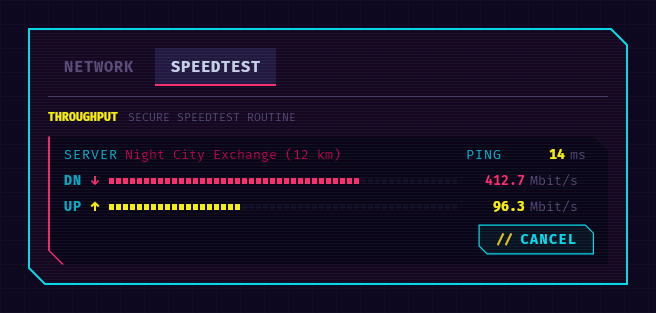 NETWORK SPEEDTEST
THROUGHPUT SECURE SPEEDTEST ROUTINE
SERVER Night City Exchange (12 km) PING 14 ms
DN ↓ 412.7 Mbit/s
UP ↑ 96.3 Mbit/s
// CANCEL